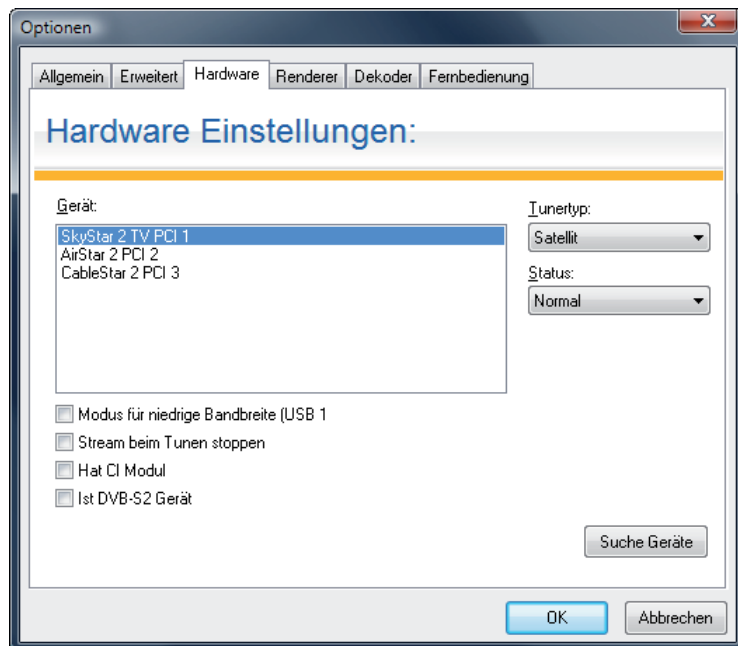 Optionen
Allgemein Erweitert Hardware Renderer Dekoder Fernbedienung
Hardware Einstellungen:
Gerät:
SkyStar 2 TV PCI 1
AirStar 2 PCI 2
CableStar 2 PCI 3
Tunertyp:
Satellit
Status:
Normal
Modus für niedrige Bandbreite (USB 1
Stream beim Tunen stoppen
Hat CI Modul
Ist DVB-S2 Gerät
Suche Geräte
OK Abbrechen